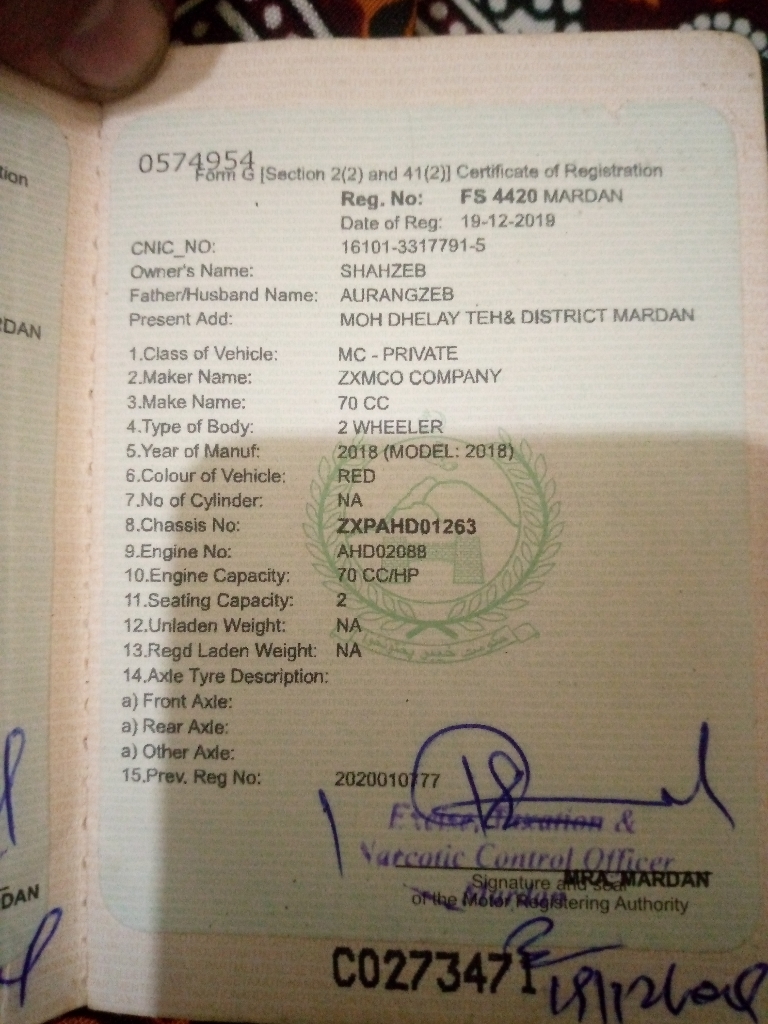 tion
DAN
DAN
0574954
Form G [Section 2(2) and 41(2)] Certificate of Registration
Reg. No: FS 4420 MARDAN
Date of Reg: 19-12-2019
CNIC_NO: 16101-3317791-5
Owner's Name: SHAHZEB
Father/Husband Name: AURANGZEB
Present Add: MOH DHELAY TEH& DISTRICT MARDAN
1.Class of Vehicle: MC - PRIVATE
2.Maker Name: ZXMCO COMPANY
3.Make Name: 70 CC
4.Type of Body: 2 WHEELER
5.Year of Manuf: 2018 (MODEL: 2018)
6.Colour of Vehicle: RED
7.No of Cylinder: NA
8.Chassis No: ZXPAHD01263
9.Engine No: AHD02088
10.Engine Capacity: 70 CC/HP
11.Seating Capacity: 2
12.Unladen Weight: NA
13.Regd Laden Weight: NA
14.Axle Tyre Description:
a) Front Axle:
a) Rear Axle:
a) Other Axle:
15.Prev. Reg No: 2020010777
Excise, Taxation &
Narcotic Control Officer
MRA, MARDAN
Signature and seal
Mardan
of the Motor Registering Authority
C0273471